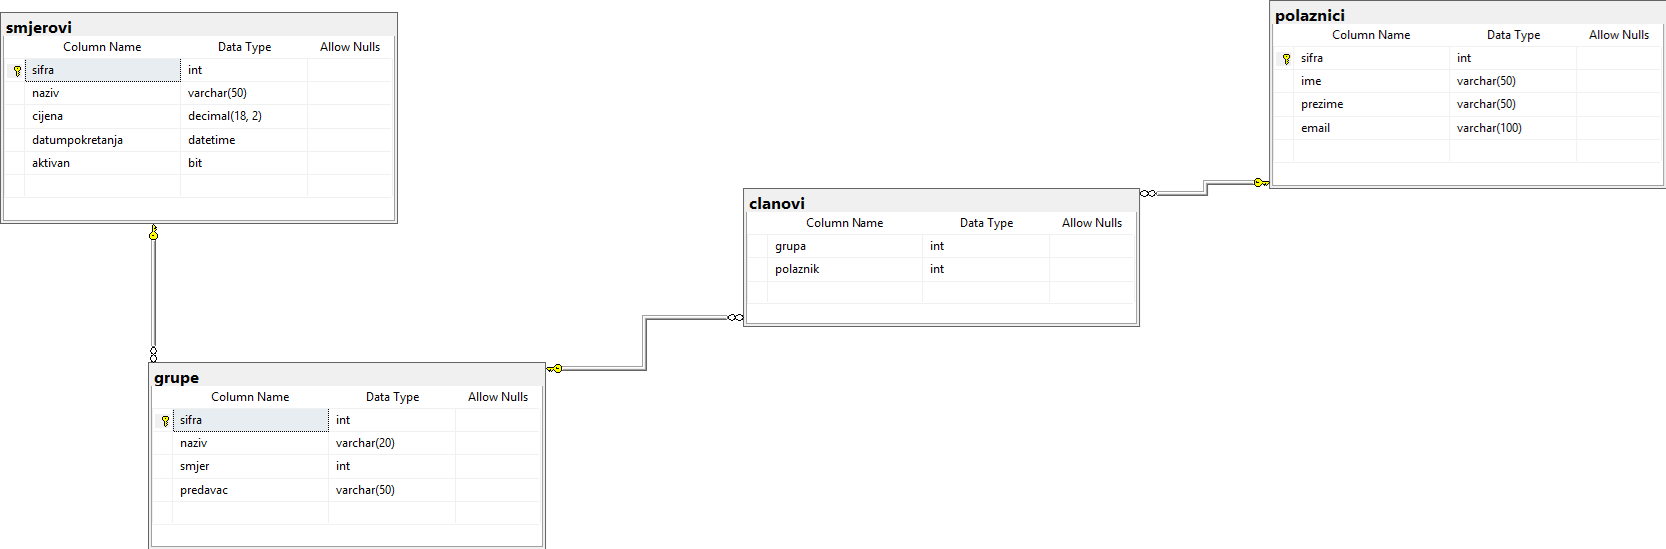 smjerovi
Column Name Data Type Allow Nulls
sifra int
naziv varchar(50)
cijena decimal(18, 2)
datumpokretanja datetime
aktivan bit
polaznici
Column Name Data Type Allow Nulls
sifra int
ime varchar(50)
prezime varchar(50)
email varchar(100)
clanovi
Column Name Data Type Allow Nulls
grupa int
polaznik int
grupe
Column Name Data Type Allow Nulls
sifra int
naziv varchar(20)
smjer int
predavac varchar(50)